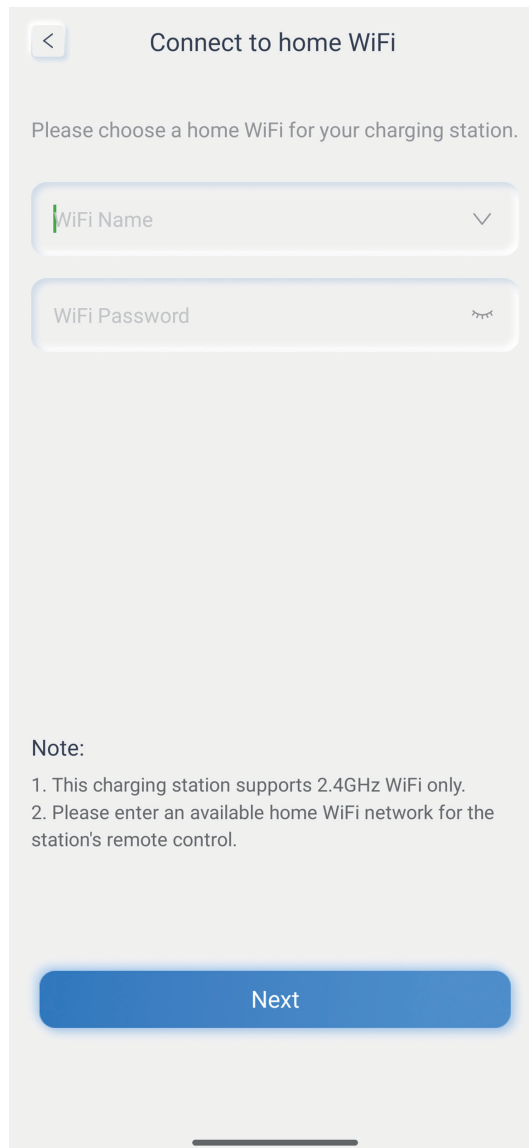 Connect to home WiFi
Please choose a home WiFi for your charging station.
WiFi Name
WiFi Password
Note:
1. This charging station supports 2.4GHz WiFi only.
2. Please enter an available home WiFi network for the
station's remote control.
Next